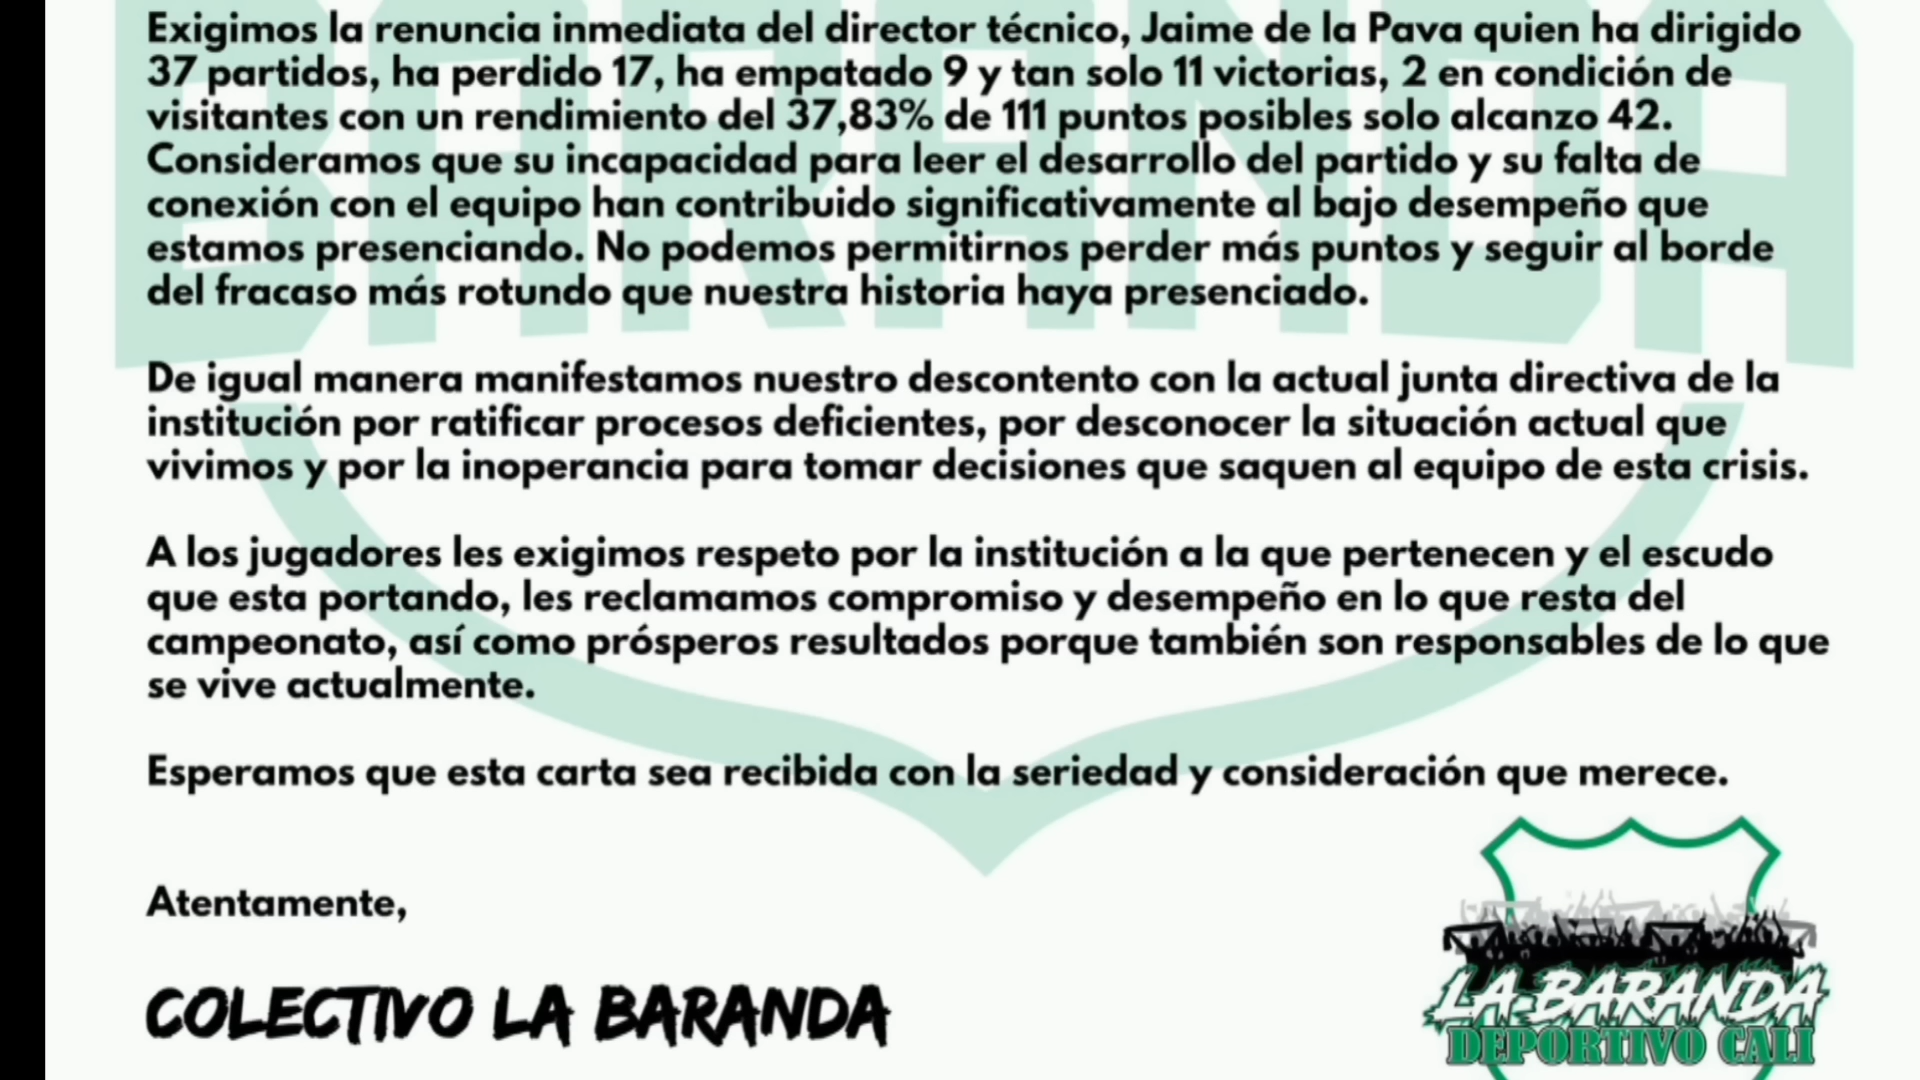 BARANDA
Exigimos la renuncia inmediata del director técnico, Jaime de la Pava quien ha dirigido
37 partidos, ha perdido 17, ha empatado 9 y tan solo 11 victorias, 2 en condición de
visitantes con un rendimiento del 37,83% de 111 puntos posibles solo alcanzo 42.
Consideramos que su incapacidad para leer el desarrollo del partido y su falta de
conexión con el equipo han contribuido significativamente al bajo desempeño que
estamos presenciando. No podemos permitirnos perder más puntos y seguir al borde
del fracaso más rotundo que nuestra historia haya presenciado.
De igual manera manifestamos nuestro descontento con la actual junta directiva de la
institución por ratificar procesos deficientes, por desconocer la situación actual que
vivimos y por la inoperancia para tomar decisiones que saquen al equipo de esta crisis.
A los jugadores les exigimos respeto por la institución a la que pertenecen y el escudo
que esta portando, les reclamamos compromiso y desempeño en lo que resta del
campeonato, así como prósperos resultados porque también son responsables de lo que
se vive actualmente.
Esperamos que esta carta sea recibida con la seriedad y consideración que merece.
Atentamente,
COLECTIVO LA BARANDA
LA BARANDA
DEPORTIVO CALI